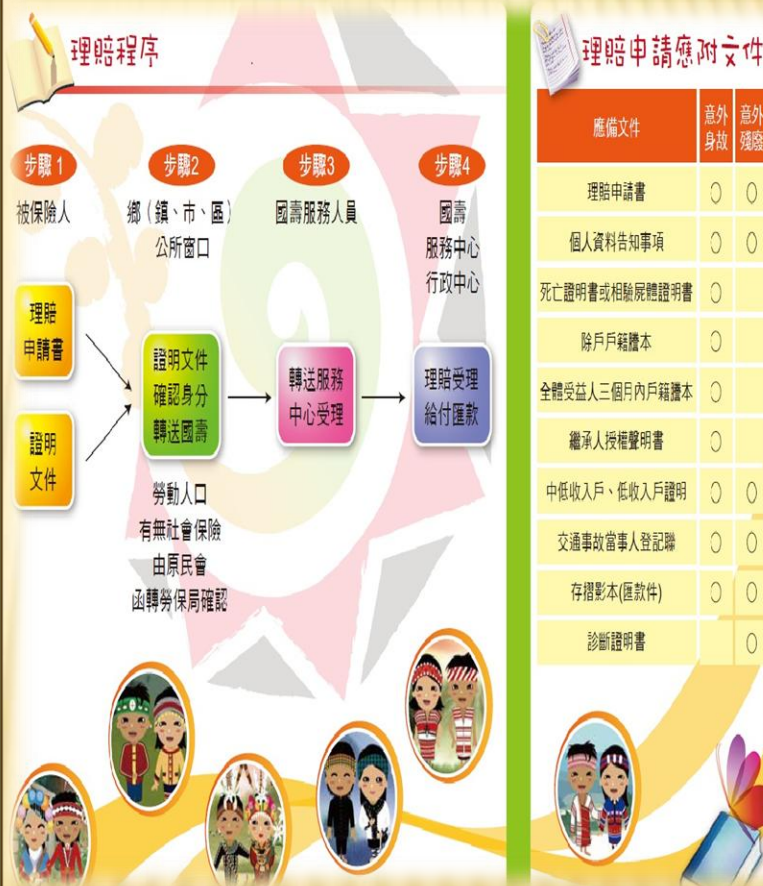 理賠程序
步驟1
被保險人
步驟2
鄉（鎮、市、區）
公所窗口
步驟3
國壽服務人員
步驟4
國壽
服務中心
行政中心
理賠
申請書
證明
文件
證明文件
確認身分
轉送國壽
轉送服務
中心受理
理賠受理
給付匯款
勞動人口
有無社會保險
由原民會
函轉勞保局確認
理賠申請應附文件
應備文件 意外身故 意外殘廢
理賠申請書 ○ ○
個人資料告知事項 ○ ○
死亡證明書或相驗屍體證明書 ○
除戶戶籍謄本 ○
全體受益人三個月內戶籍謄本 ○
繼承人授權聲明書 ○
中低收入戶、低收入戶證明 ○ ○
交通事故當事人登記聯 ○ ○
存摺影本(匯款件) ○ ○
診斷證明書 ○